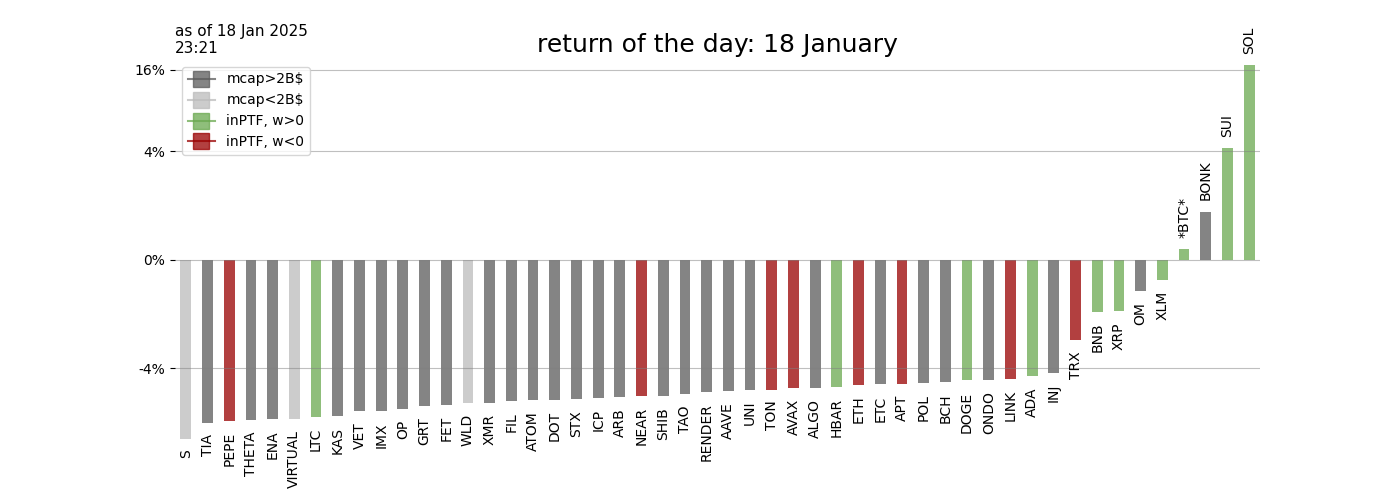 as of 18 Jan 2025
23:21
return of the day: 18 January
16%
4%
0%
-4%
mcap>2B$
mcap<2B$
inPTF, w>0
inPTF, w<0
S
TIA
PEPE
THETA
ENA
VIRTUAL
LTC
KAS
VET
IMX
OP
GRT
FET
WLD
XMR
FIL
ATOM
DOT
STX
ICP
ARB
NEAR
SHIB
TAO
RENDER
AAVE
UNI
TON
AVAX
ALGO
HBAR
ETH
ETC
APT
POL
BCH
DOGE
ONDO
LINK
ADA
INJ
TRX
BNB
XRP
OM
XLM
*BTC*
BONK
SUI
SOL